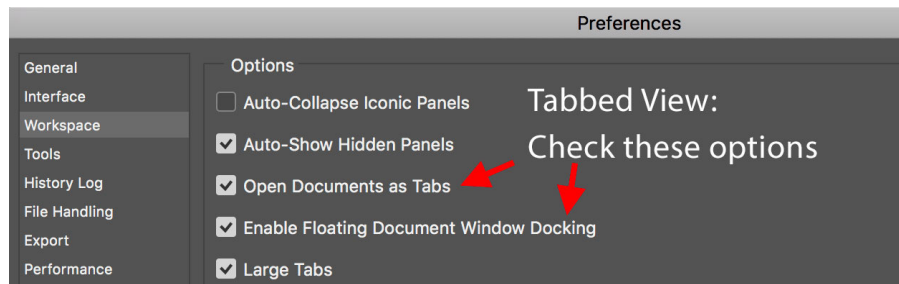 Preferences
General
Interface
Workspace
Tools
History Log
File Handling
Export
Performance
Options
Auto-Collapse Iconic Panels
Auto-Show Hidden Panels
Open Documents as Tabs
Enable Floating Document Window Docking
Large Tabs
Tabbed View:
Check these options